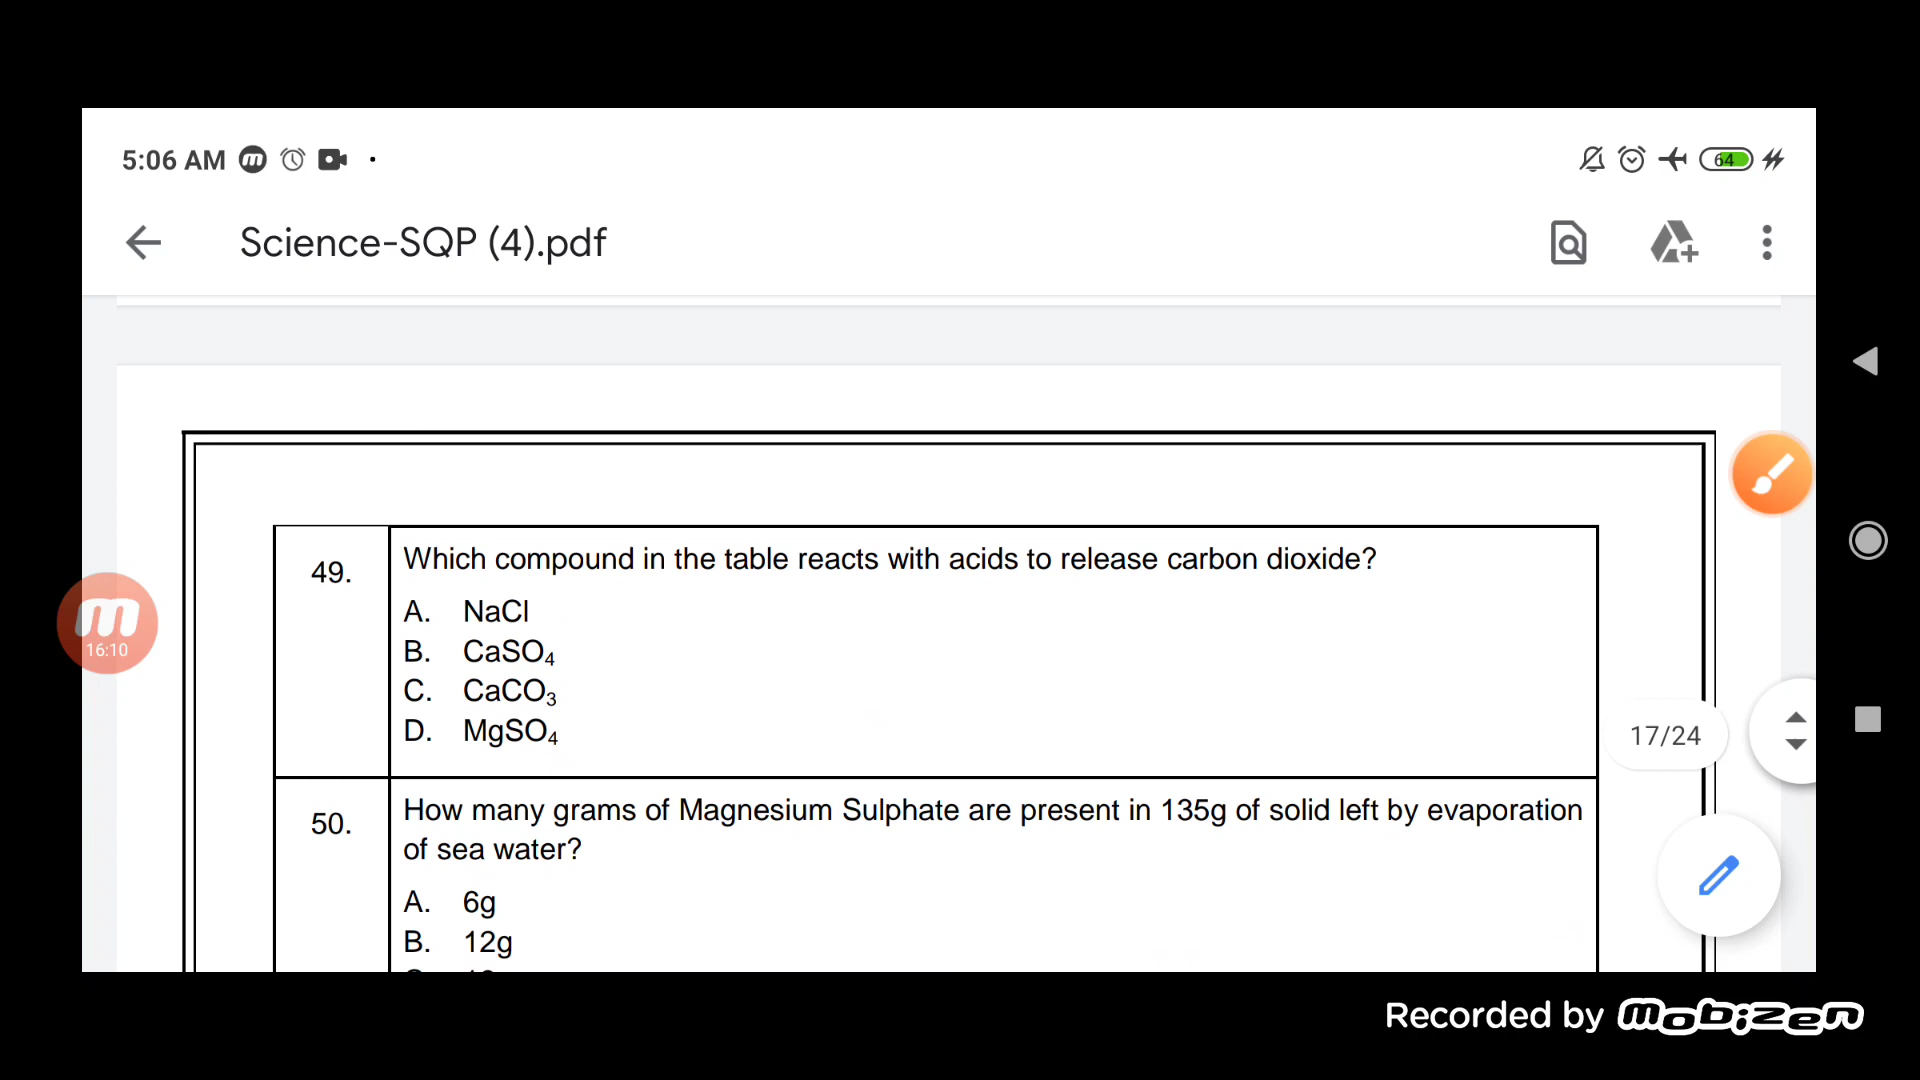 5:06 AM
64
Science-SQP (4).pdf
49.
Which compound in the table reacts with acids to release carbon dioxide?
A. NaCl
B. CaSO₄
C. CaCO₃
D. MgSO₄
16:10
17/24
50.
How many grams of Magnesium Sulphate are present in 135g of solid left by evaporation
of sea water?
A. 6g
B. 12g
Recorded by mobizen